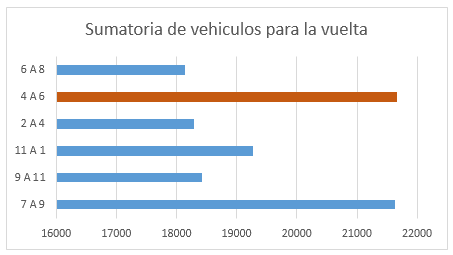 Sumatoria de vehiculos para la vuelta
6 A 8
4 A 6
2 A 4
11 A 1
9 A 11
7 A 9
16000 17000 18000 19000 20000 21000 22000